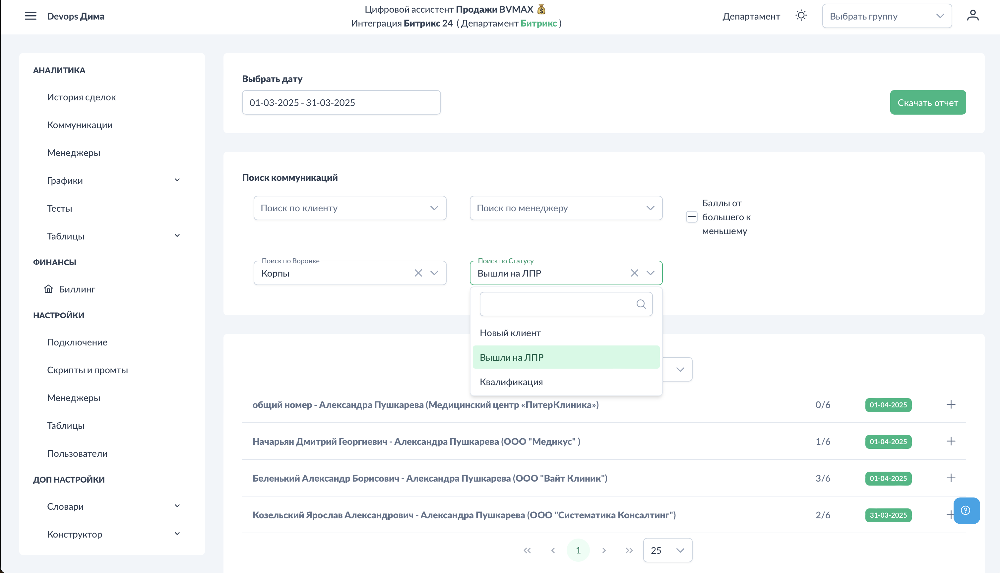 Devops Дима
Цифровой ассистент Продажи BVMAX 💰
Интеграция Битрикс 24 ( Департамент Битрикс )
Департамент
Выбрать группу
АНАЛИТИКА
История сделок
Коммуникации
Менеджеры
Графики
Тесты
Таблицы
ФИНАНСЫ
Биллинг
НАСТРОЙКИ
Подключение
Скрипты и промты
Менеджеры
Таблицы
Пользователи
ДОП НАСТРОЙКИ
Словари
Конструктор
Выбрать дату
01-03-2025 - 31-03-2025
Скачать отчет
Поиск коммуникаций
Поиск по клиенту
Поиск по менеджеру
Баллы от
большего к
меньшему
Поиск по Воронке
Корпы
Поиск по Статусу
Вышли на ЛПР
Новый клиент
Вышли на ЛПР
Квалификация
общий номер - Александра Пушкарева (Медицинский центр «ПитерКлиника») 0/6 01-04-2025
Начарьян Дмитрий Георгиевич - Александра Пушкарева (ООО "Медикус" ) 1/6 01-04-2025
Беленький Александр Борисович - Александра Пушкарева (ООО "Вайт Клиник") 3/6 01-04-2025
Козельский Ярослав Александрович - Александра Пушкарева (ООО "Систематика Консалтинг") 2/6 31-03-2025
1
25